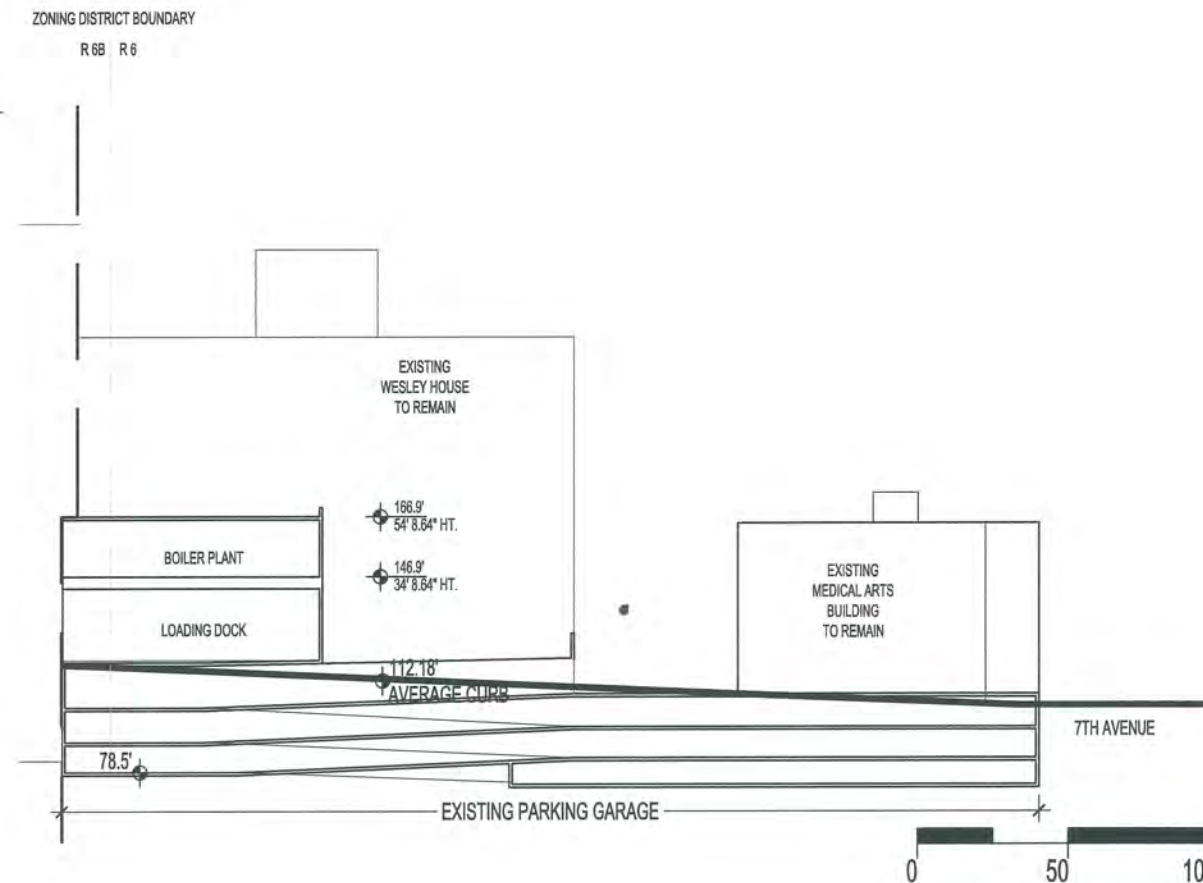 ZONING DISTRICT BOUNDARY
R 6B R 6
EXISTING
WESLEY HOUSE
TO REMAIN
166.9'
54' 8.64" HT.
BOILER PLANT
146.9'
34' 8.64" HT.
EXISTING
MEDICAL ARTS
BUILDING
TO REMAIN
LOADING DOCK
112.18'
AVERAGE CURB
7TH AVENUE
78.5'
EXISTING PARKING GARAGE
0 50